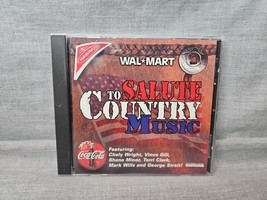 WAL★MART
SALUTE
TO
COUNTRY
MUSIC
Coca-Cola
Featuring:
Chely Wright, Vince Gill,
Shane Minor, Terri Clark,
Mark Wills and George Strait!